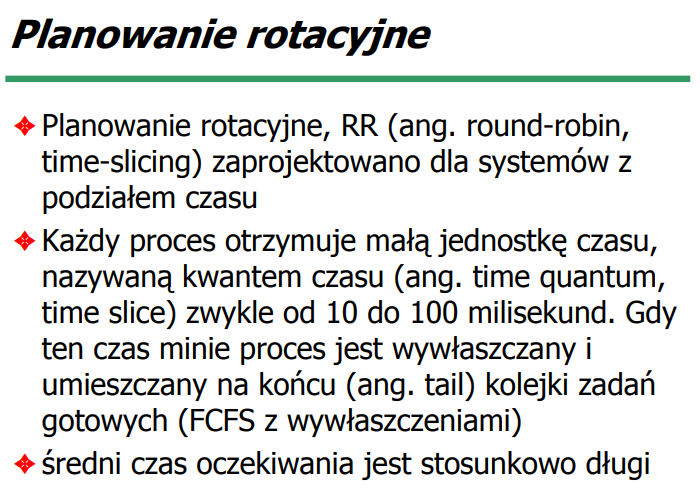 Planowanie rotacyjne
Planowanie rotacyjne, RR (ang. round-robin,
time-slicing) zaprojektowano dla systemów z
podziałem czasu
Każdy proces otrzymuje małą jednostkę czasu,
nazywaną kwantem czasu (ang. time quantum,
time slice) zwykle od 10 do 100 milisekund. Gdy
ten czas minie proces jest wywłaszczany i
umieszczany na końcu (ang. tail) kolejki zadań
gotowych (FCFS z wywłaszczeniami)
średni czas oczekiwania jest stosunkowo długi